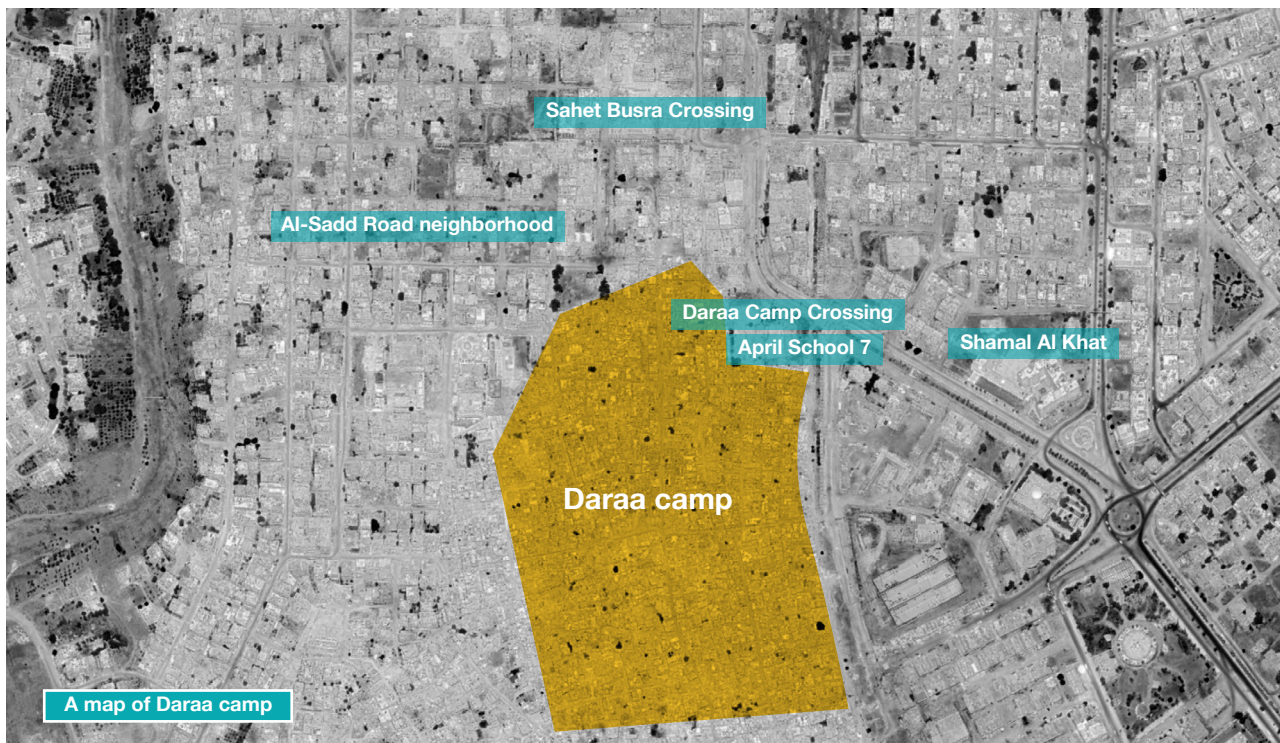 Sahet Busra Crossing
Al-Sadd Road neighborhood
Daraa Camp Crossing
April School 7
Shamal Al Khat
Daraa camp
A map of Daraa camp